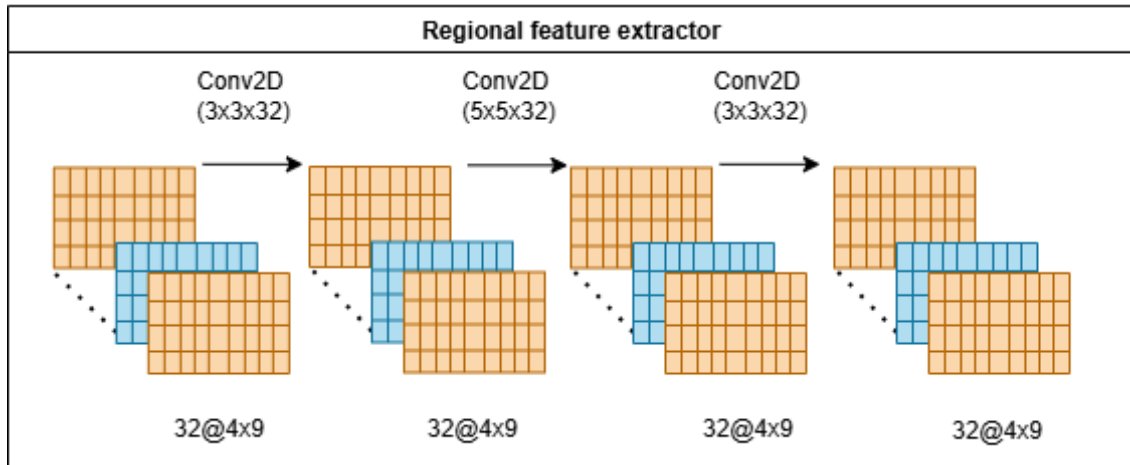 Regional feature extractor
Conv2D
(3x3x32)
Conv2D
(5x5x32)
Conv2D
(3x3x32)
32@4x9
32@4x9
32@4x9
32@4x9